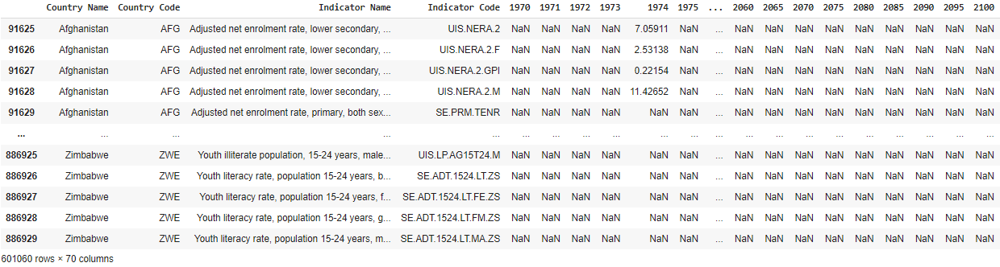 Country Name Country Code Indicator Name Indicator Code 1970 1971 1972 1973 1974 1975 ... 2060 2065 2070 2075 2080 2085 2090 2095 2100
91625 Afghanistan AFG Adjusted net enrolment rate, lower secondary, ... UIS.NERA.2 NaN NaN NaN NaN 7.05911 NaN ... NaN NaN NaN NaN NaN NaN NaN NaN NaN
91626 Afghanistan AFG Adjusted net enrolment rate, lower secondary, ... UIS.NERA.2.F NaN NaN NaN NaN 2.53138 NaN ... NaN NaN NaN NaN NaN NaN NaN NaN NaN
91627 Afghanistan AFG Adjusted net enrolment rate, lower secondary, ... UIS.NERA.2.GPI NaN NaN NaN NaN 0.22154 NaN ... NaN NaN NaN NaN NaN NaN NaN NaN NaN
91628 Afghanistan AFG Adjusted net enrolment rate, lower secondary, ... UIS.NERA.2.M NaN NaN NaN NaN 11.42652 NaN ... NaN NaN NaN NaN NaN NaN NaN NaN NaN
91629 Afghanistan AFG Adjusted net enrolment rate, primary, both sex... SE.PRM.TENR NaN NaN NaN NaN NaN NaN ... NaN NaN NaN NaN NaN NaN NaN NaN NaN
... ... ... ... ... ... ... ... ... ... ... ... ... ... ... ... ... ... ... ... ...
886925 Zimbabwe ZWE Youth illiterate population, 15-24 years, male... UIS.LP.AG15T24.M NaN NaN NaN NaN NaN NaN ... NaN NaN NaN NaN NaN NaN NaN NaN NaN
886926 Zimbabwe ZWE Youth literacy rate, population 15-24 years, b... SE.ADT.1524.LT.ZS NaN NaN NaN NaN NaN NaN ... NaN NaN NaN NaN NaN NaN NaN NaN NaN
886927 Zimbabwe ZWE Youth literacy rate, population 15-24 years, f... SE.ADT.1524.LT.FE.ZS NaN NaN NaN NaN NaN NaN ... NaN NaN NaN NaN NaN NaN NaN NaN NaN
886928 Zimbabwe ZWE Youth literacy rate, population 15-24 years, g... SE.ADT.1524.LT.FM.ZS NaN NaN NaN NaN NaN NaN ... NaN NaN NaN NaN NaN NaN NaN NaN NaN
886929 Zimbabwe ZWE Youth literacy rate, population 15-24 years, m... SE.ADT.1524.LT.MA.ZS NaN NaN NaN NaN NaN NaN ... NaN NaN NaN NaN NaN NaN NaN NaN NaN
601060 rows × 70 columns